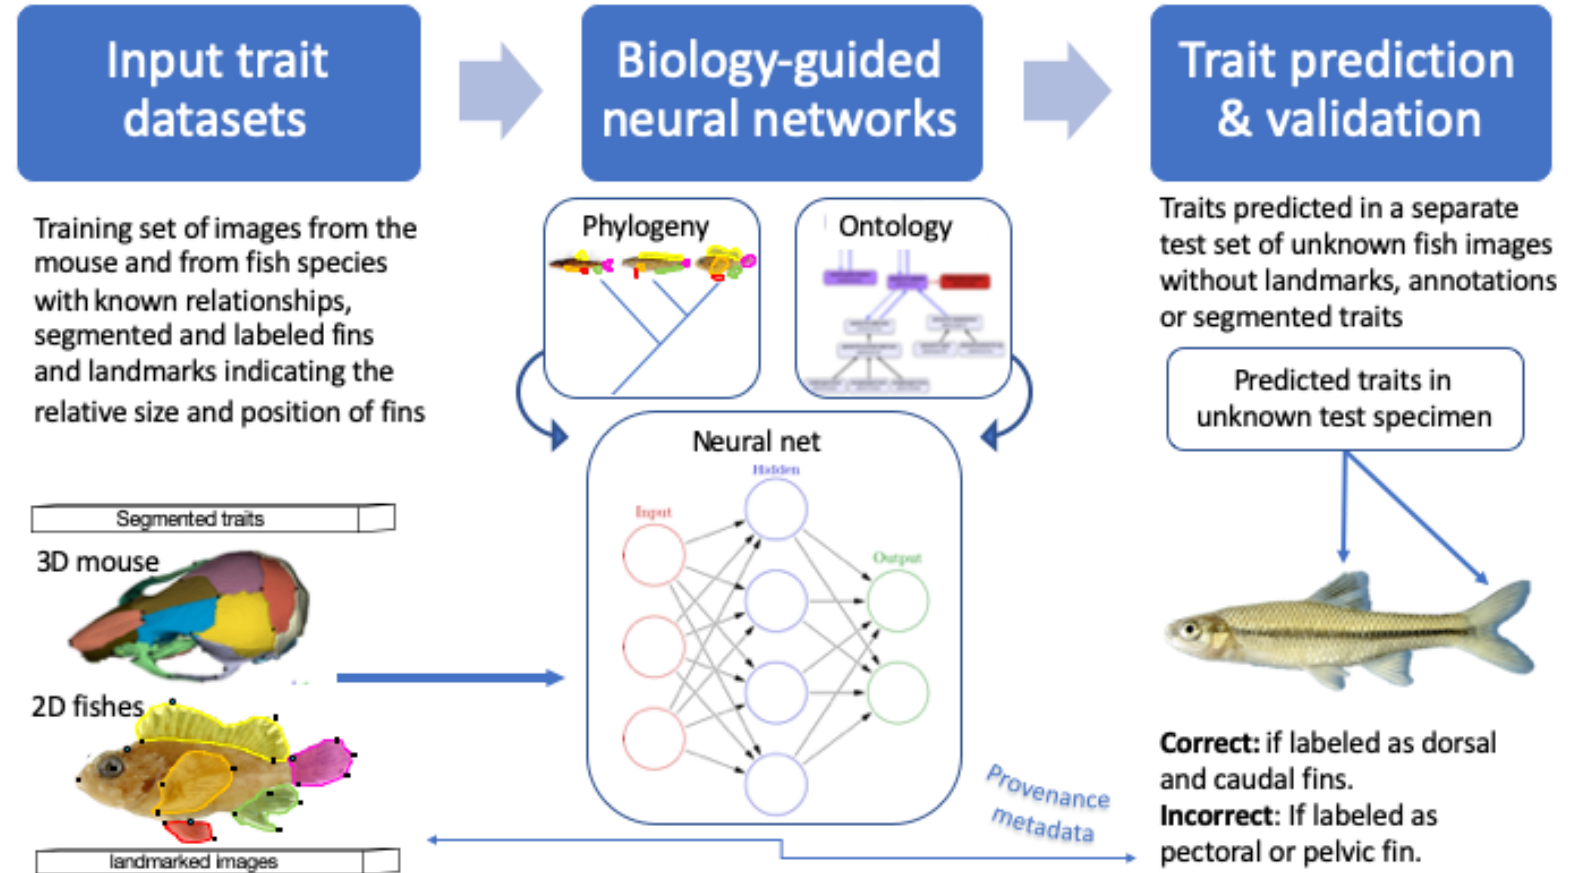 Input trait
datasets
Biology-guided
neural networks
Trait prediction
& validation
Training set of images from the
mouse and from fish species
with known relationships,
segmented and labeled fins
and landmarks indicating the
relative size and position of fins
Segmented traits
3D mouse
2D fishes
landmarked images
Phylogeny
Ontology
Neural net
Hidden
Input
Output
Provenance
metadata
Traits predicted in a separate
test set of unknown fish images
without landmarks, annotations
or segmented traits
Predicted traits in
unknown test specimen
Correct: if labeled as dorsal
and caudal fins.
Incorrect: If labeled as
pectoral or pelvic fin.